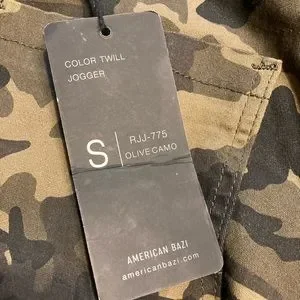 COLOR TWILL
JOGGER
S
RJJ-775
OLIVE CAMO
AMERICAN BAZI
americanbazi.com